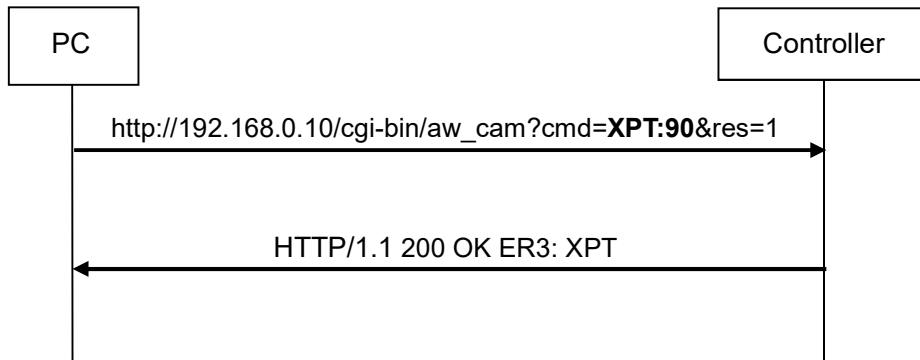 PC
Controller
http://192.168.0.10/cgi-bin/aw_cam?cmd=XPT:90&res=1
HTTP/1.1 200 OK ER3: XPT